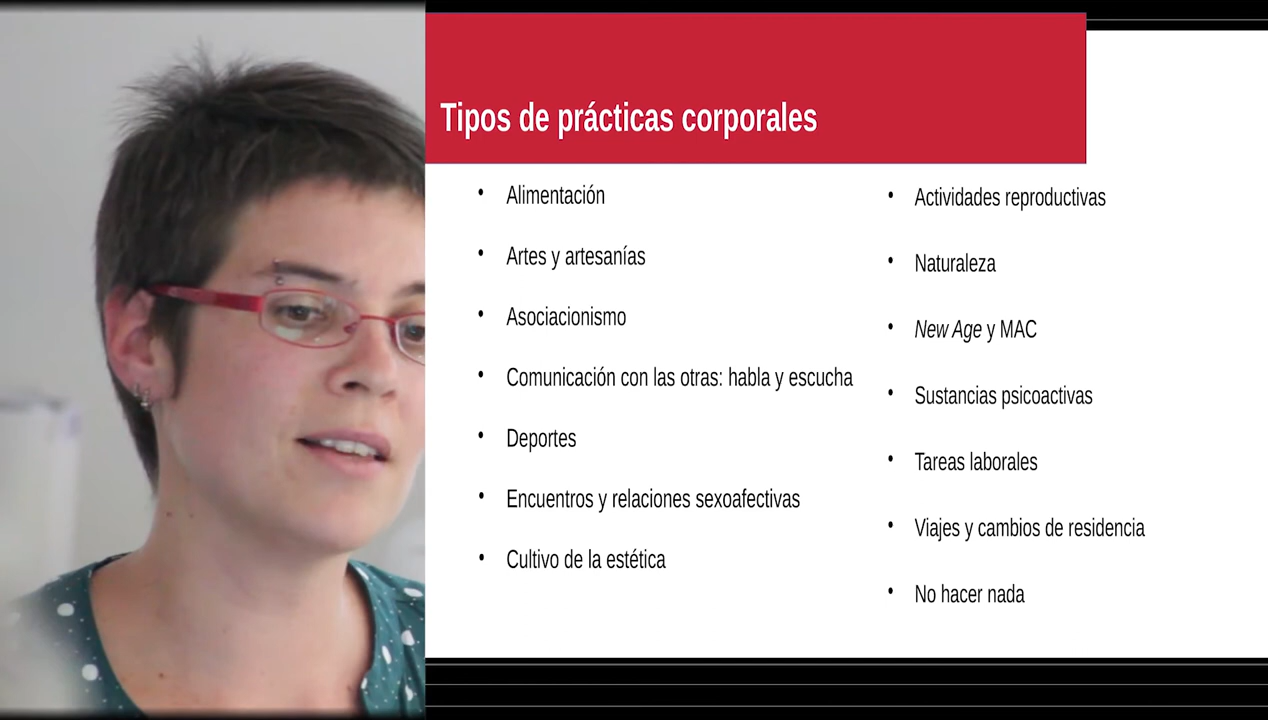 Tipos de prácticas corporales
• Alimentación
• Artes y artesanías
• Asociacionismo
• Comunicación con las otras: habla y escucha
• Deportes
• Encuentros y relaciones sexoafectivas
• Cultivo de la estética
• Actividades reproductivas
• Naturaleza
• New Age y MAC
• Sustancias psicoactivas
• Tareas laborales
• Viajes y cambios de residencia
• No hacer nada